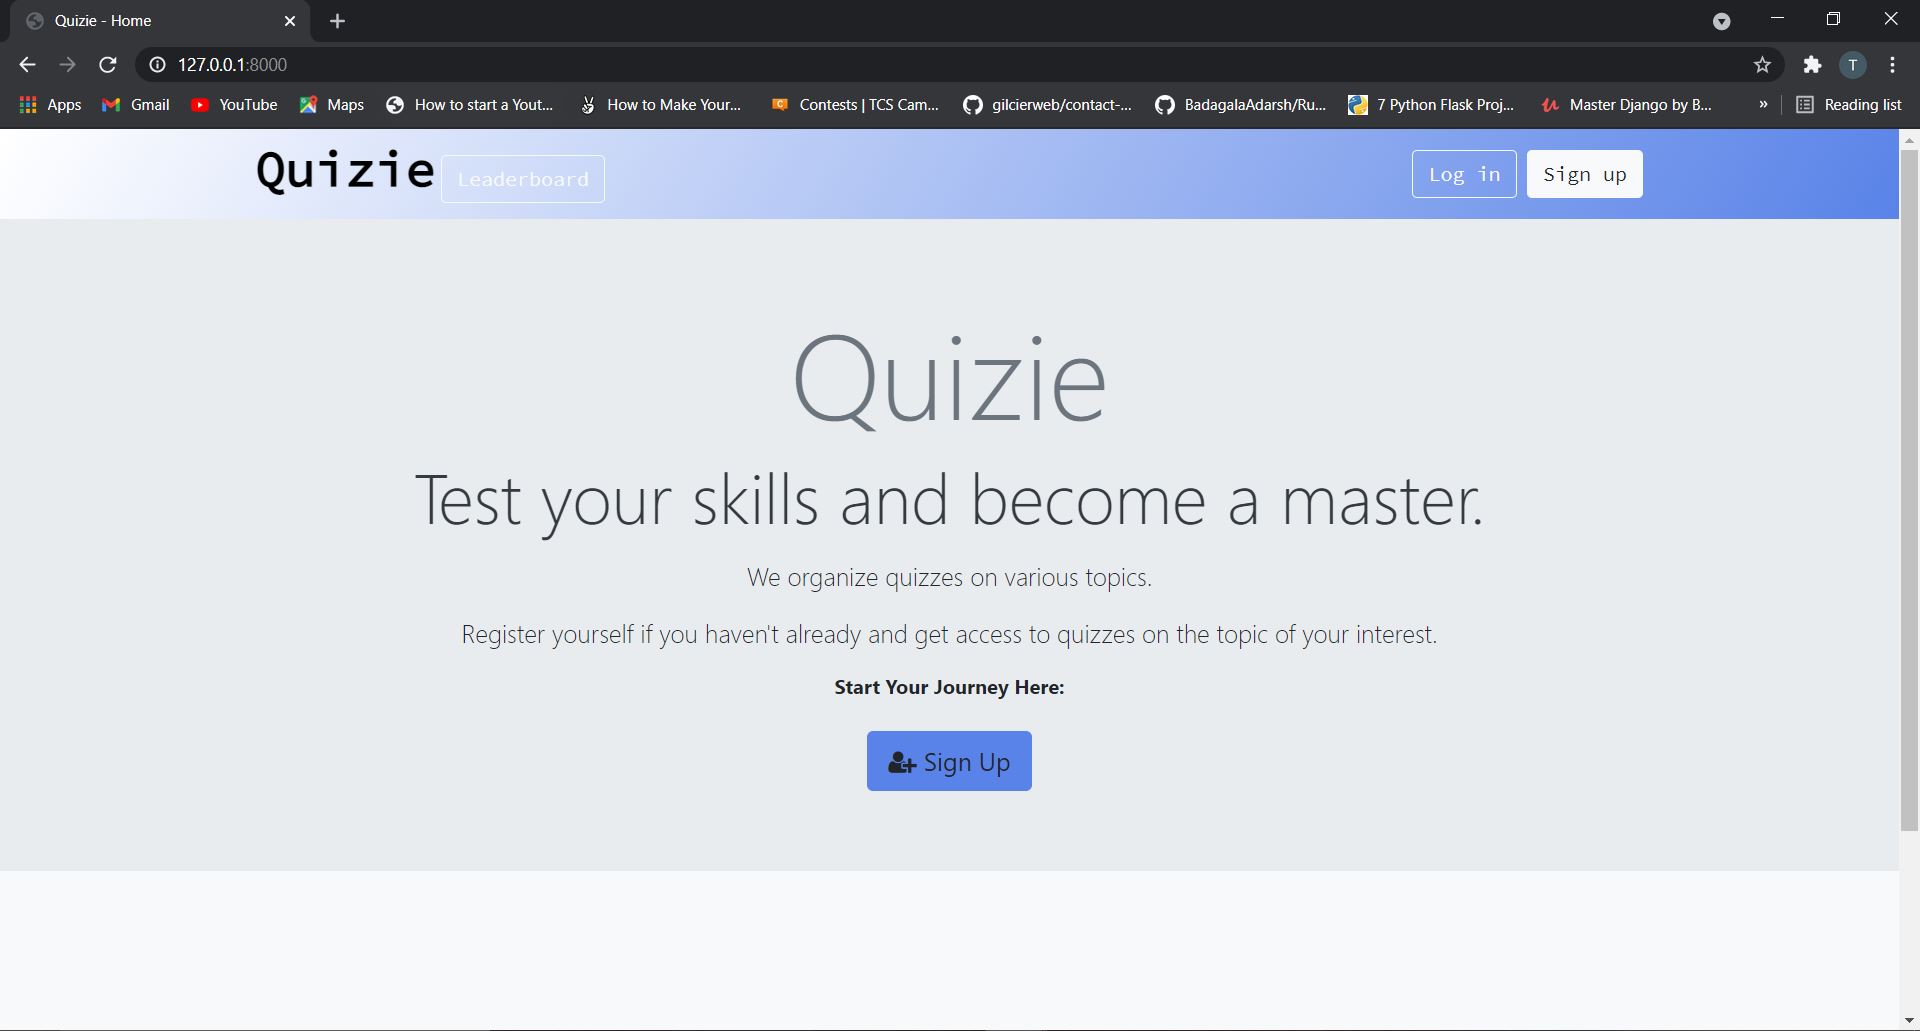 Quizie - Home
127.0.0.1:8000
T
Apps Gmail YouTube Maps How to start a Yout... How to Make Your... Contests | TCS Cam... gilcierweb/contact-... BadagalaAdarsh/Ru... 7 Python Flask Proj... Master Django by B... » Reading list
Quizie Leaderboard Log in Sign up
Quizie
Test your skills and become a master.
We organize quizzes on various topics.
Register yourself if you haven't already and get access to quizzes on the topic of your interest.
Start Your Journey Here:
Sign Up